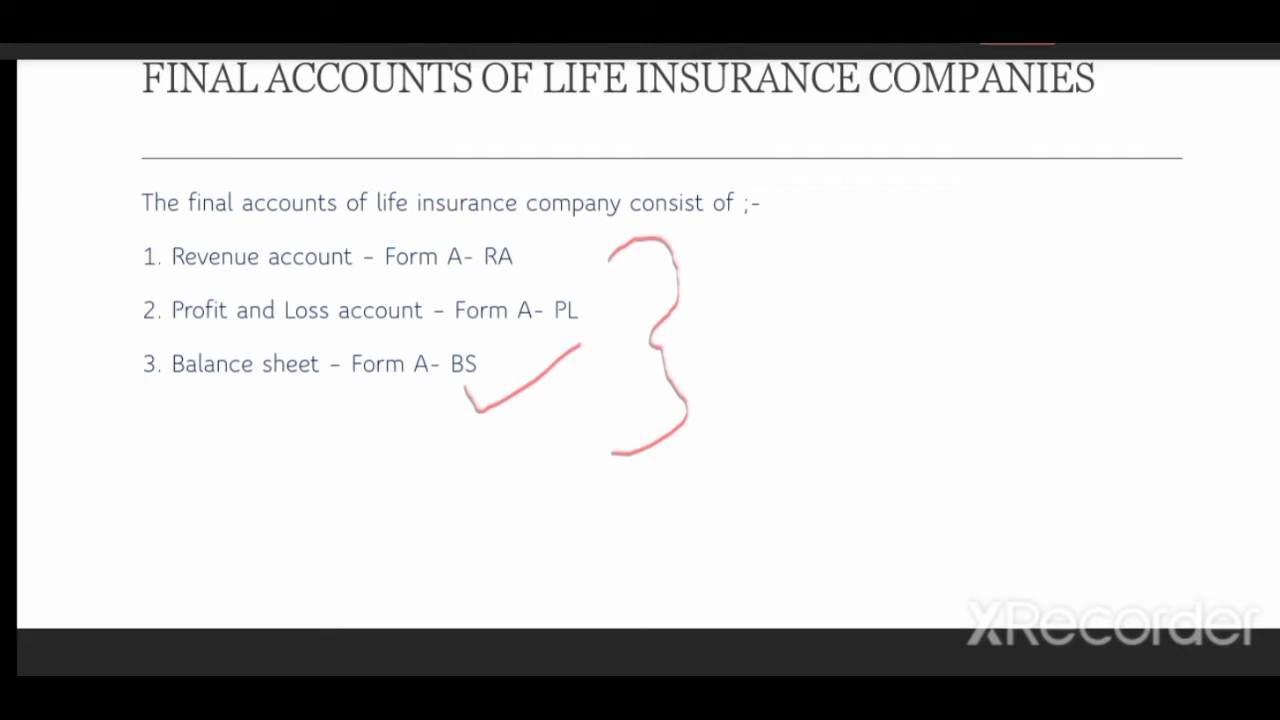 FINAL ACCOUNTS OF LIFE INSURANCE COMPANIES
The final accounts of life insurance company consist of ;-
1. Revenue account – Form A- RA
2. Profit and Loss account – Form A- PL
3. Balance sheet – Form A- BS
XRecorder